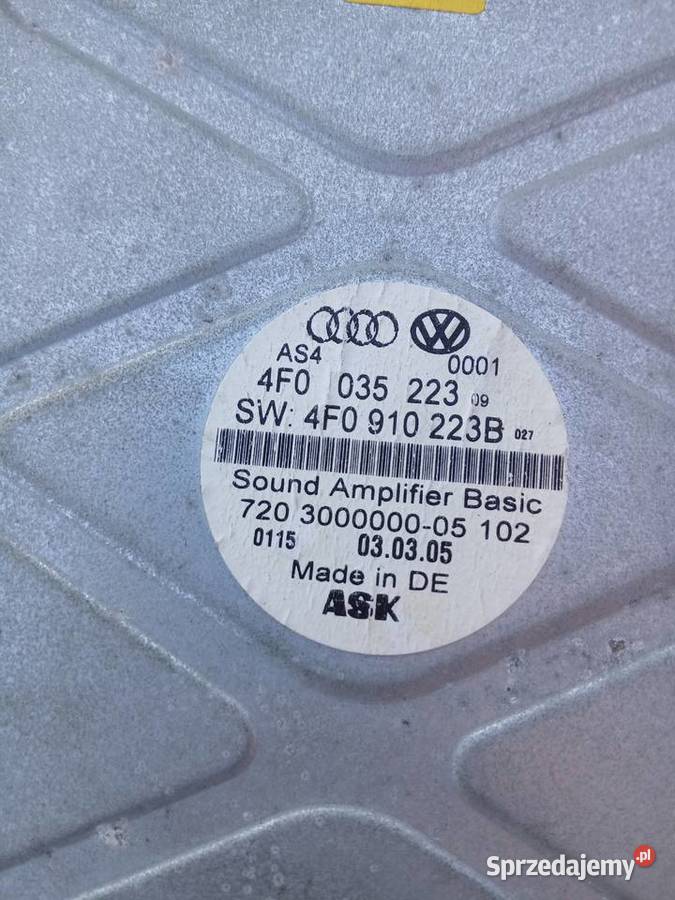 AS4 0001
4F0 035 223 09
SW: 4F0 910 223B 027
Sound Amplifier Basic
720 3000000-05 102
0115 03.03.05
Made in DE
ASK
Sprzedajemy.pl